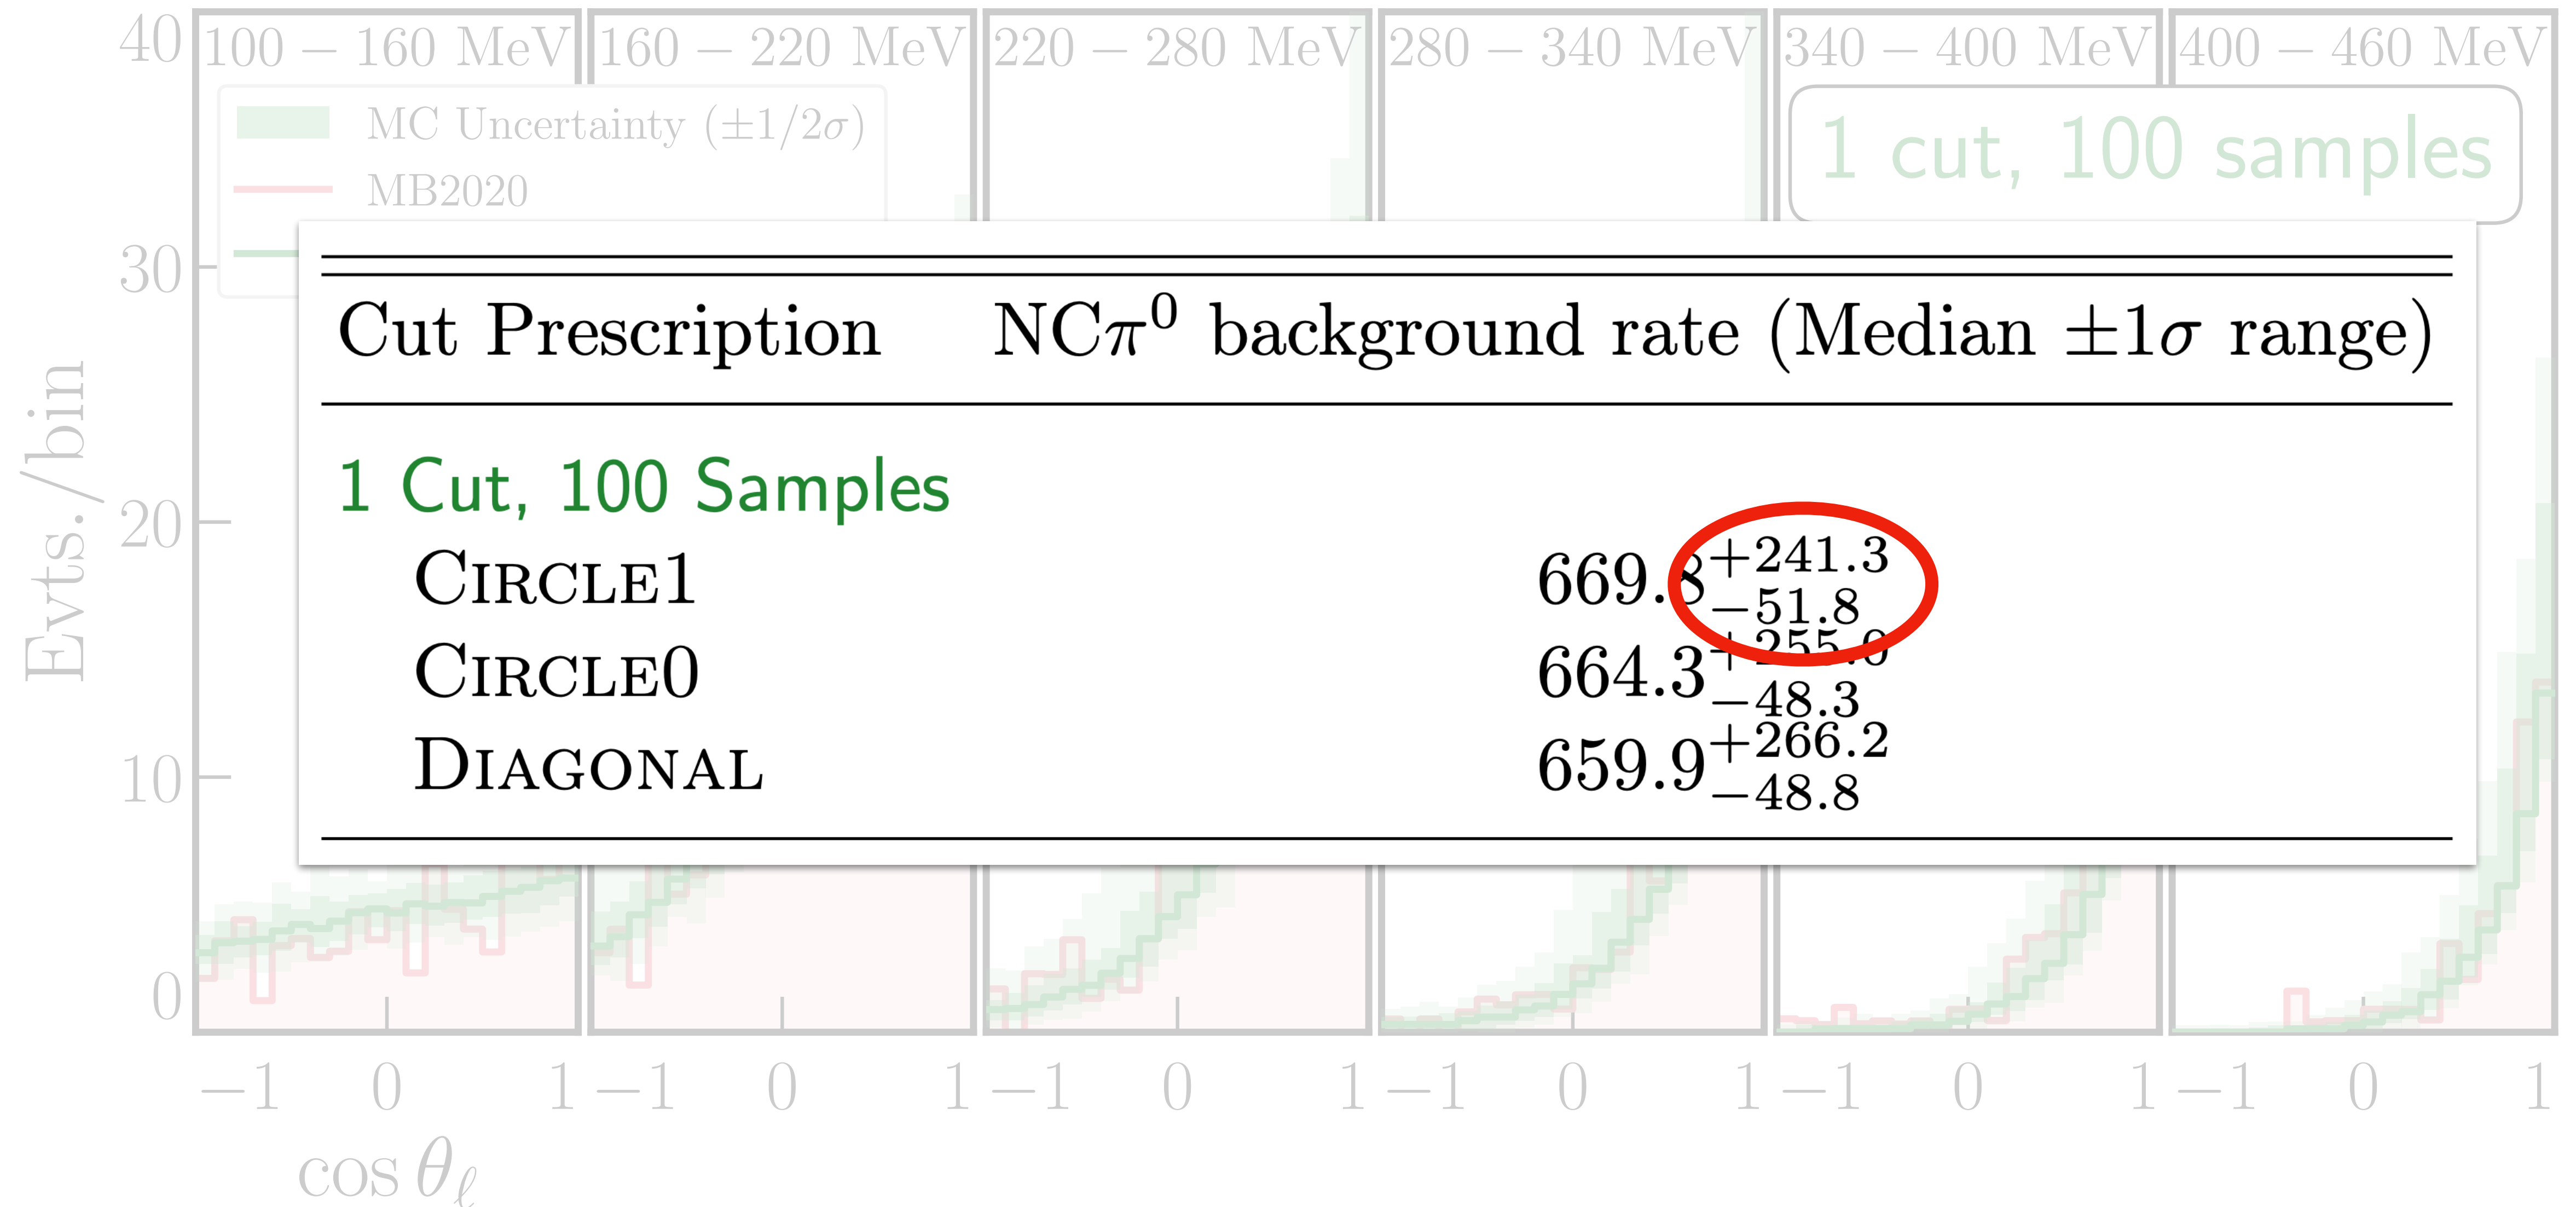 40 100 − 160 MeV 160 − 220 MeV 220 − 280 MeV 280 − 340 MeV 340 − 400 MeV 400 − 460 MeV
MC Uncertainty (±1/2σ)
MB2020
1 cut, 100 samples
30
20
10
0
Evts./bin
Cut Prescription NCπ⁰ background rate (Median ±1σ range)
1 Cut, 100 Samples
CIRCLE1 669.8 +241.3 −51.8
CIRCLE0 664.3 +255.0 −48.3
DIAGONAL 659.9 +266.2 −48.8
−1 0 1 −1 0 1 −1 0 1 −1 0 1 −1 0 1 −1 0 1
cos θℓ